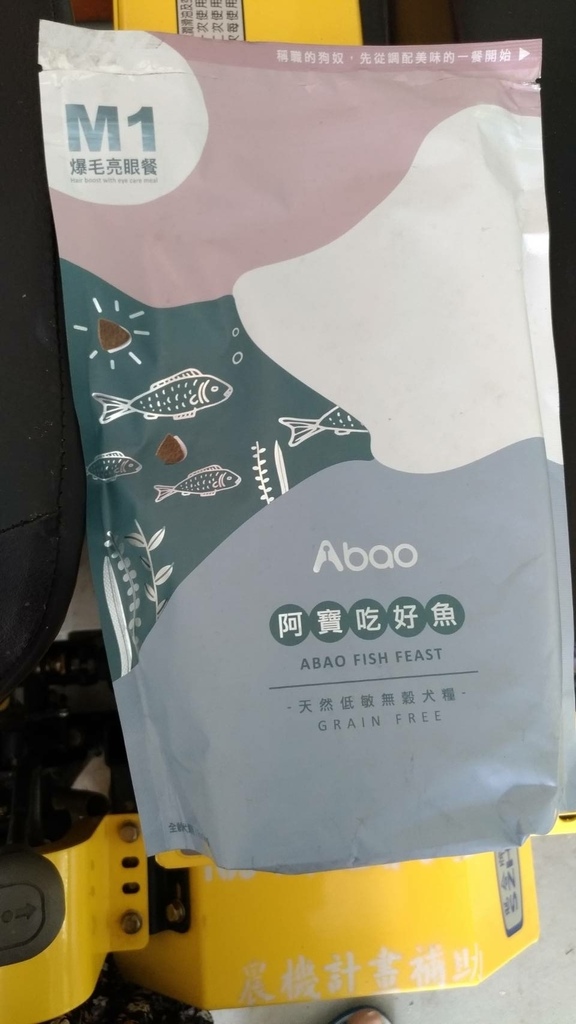 稱職的狗奴，先從調配美味的一餐開始 ▶
M1
爆毛亮眼餐
Hair boost with eye care meal
Abao
阿寶吃好魚
ABAO FISH FEAST
- 天然低敏無穀犬糧 -
GRAIN FREE
農機計畫補助